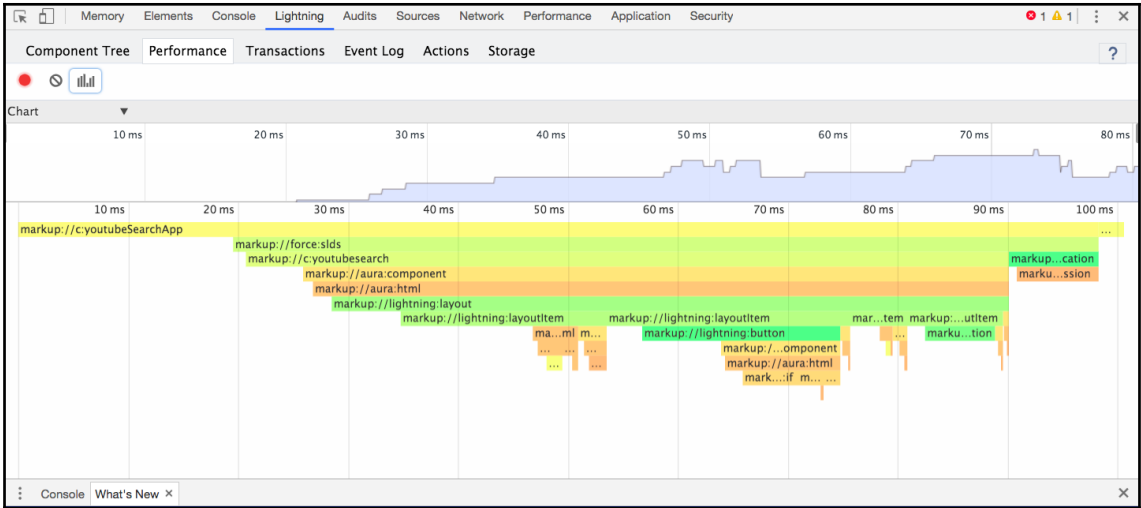 Memory Elements Console Lightning Audits Sources Network Performance Application Security 1 1
Component Tree Performance Transactions Event Log Actions Storage ?
Chart ▼
10 ms 20 ms 30 ms 40 ms 50 ms 60 ms 70 ms 80 ms
10 ms 20 ms 30 ms 40 ms 50 ms 60 ms 70 ms 80 ms 90 ms 100 ms
markup://c:youtubeSearchApp ...
markup://force:slds
markup://c:youtubesearch markup...cation
markup://aura:component marku...ssion
markup://aura:html
markup://lightning:layout
markup://lightning:layoutItem markup://lightning:layoutItem mar...tem markup:...utItem
ma...ml m... markup://lightning:button ... marku...tion
... ... ... markup:/...omponent
... ... markup://aura:html
mark...:if m... ...
Console What's New ×